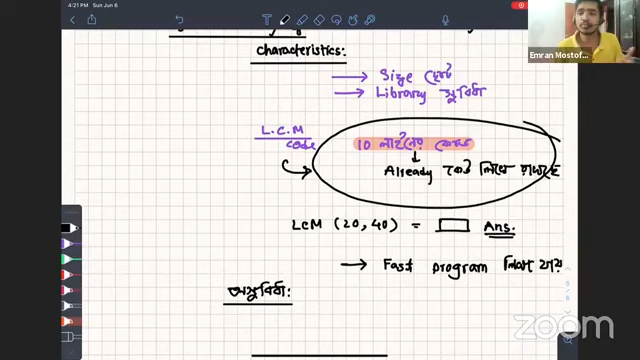 4:21 PM Sun Jun 6
Characteristics:
→ Size ছোট
→ Library সুবিধা
L.C.M
code
10 লাইনের কোড
Already কেউ লিখে রাখছে
LCM (20, 40) = Ans.
→ Fast program লিখা যায়
অসুবিধা:
Emran Mostof...
zoom